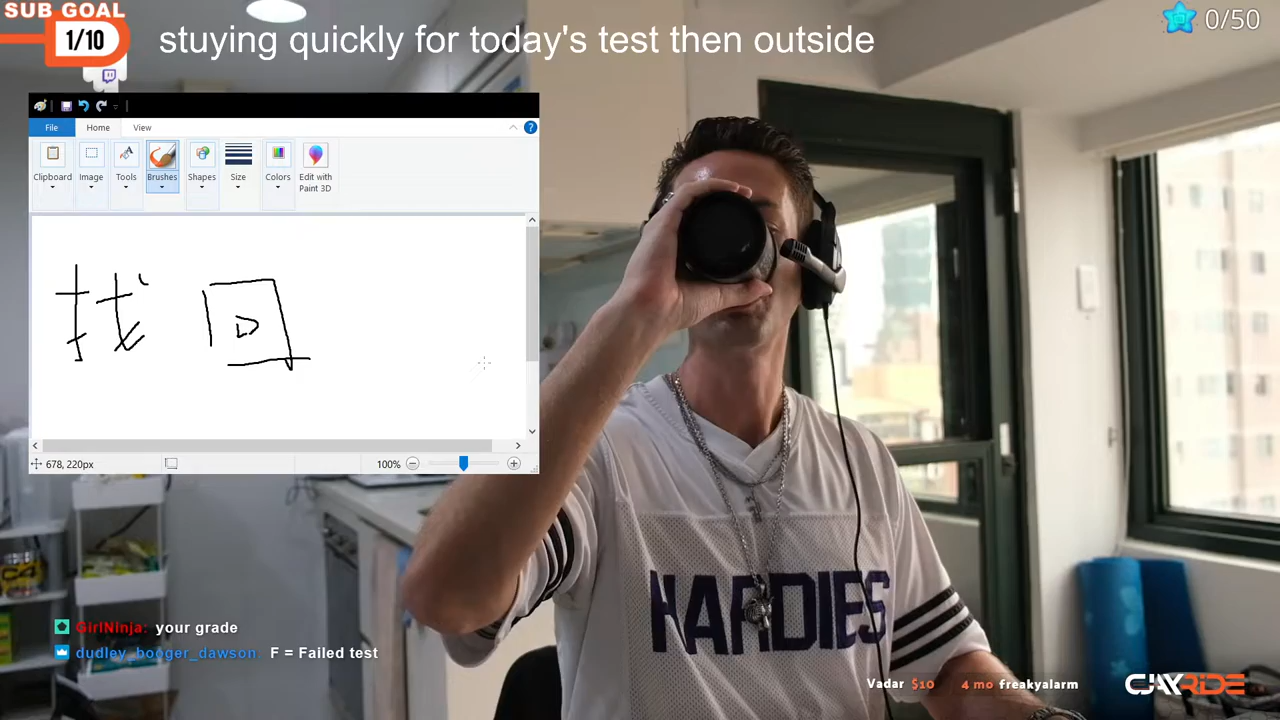 SUB GOAL
1/10
stuying quickly for today's test then outside
0/50
File
Home
View
Clipboard
Image
Tools
Brushes
Shapes
Size
Colors
Edit with
Paint 3D
678, 220px
100%
C4
HARDIES
GirlNinja: your grade
dudley_booger_dawson: F = Failed test
Vadar $10
4 mo freakyalarm
CJAYRIDE